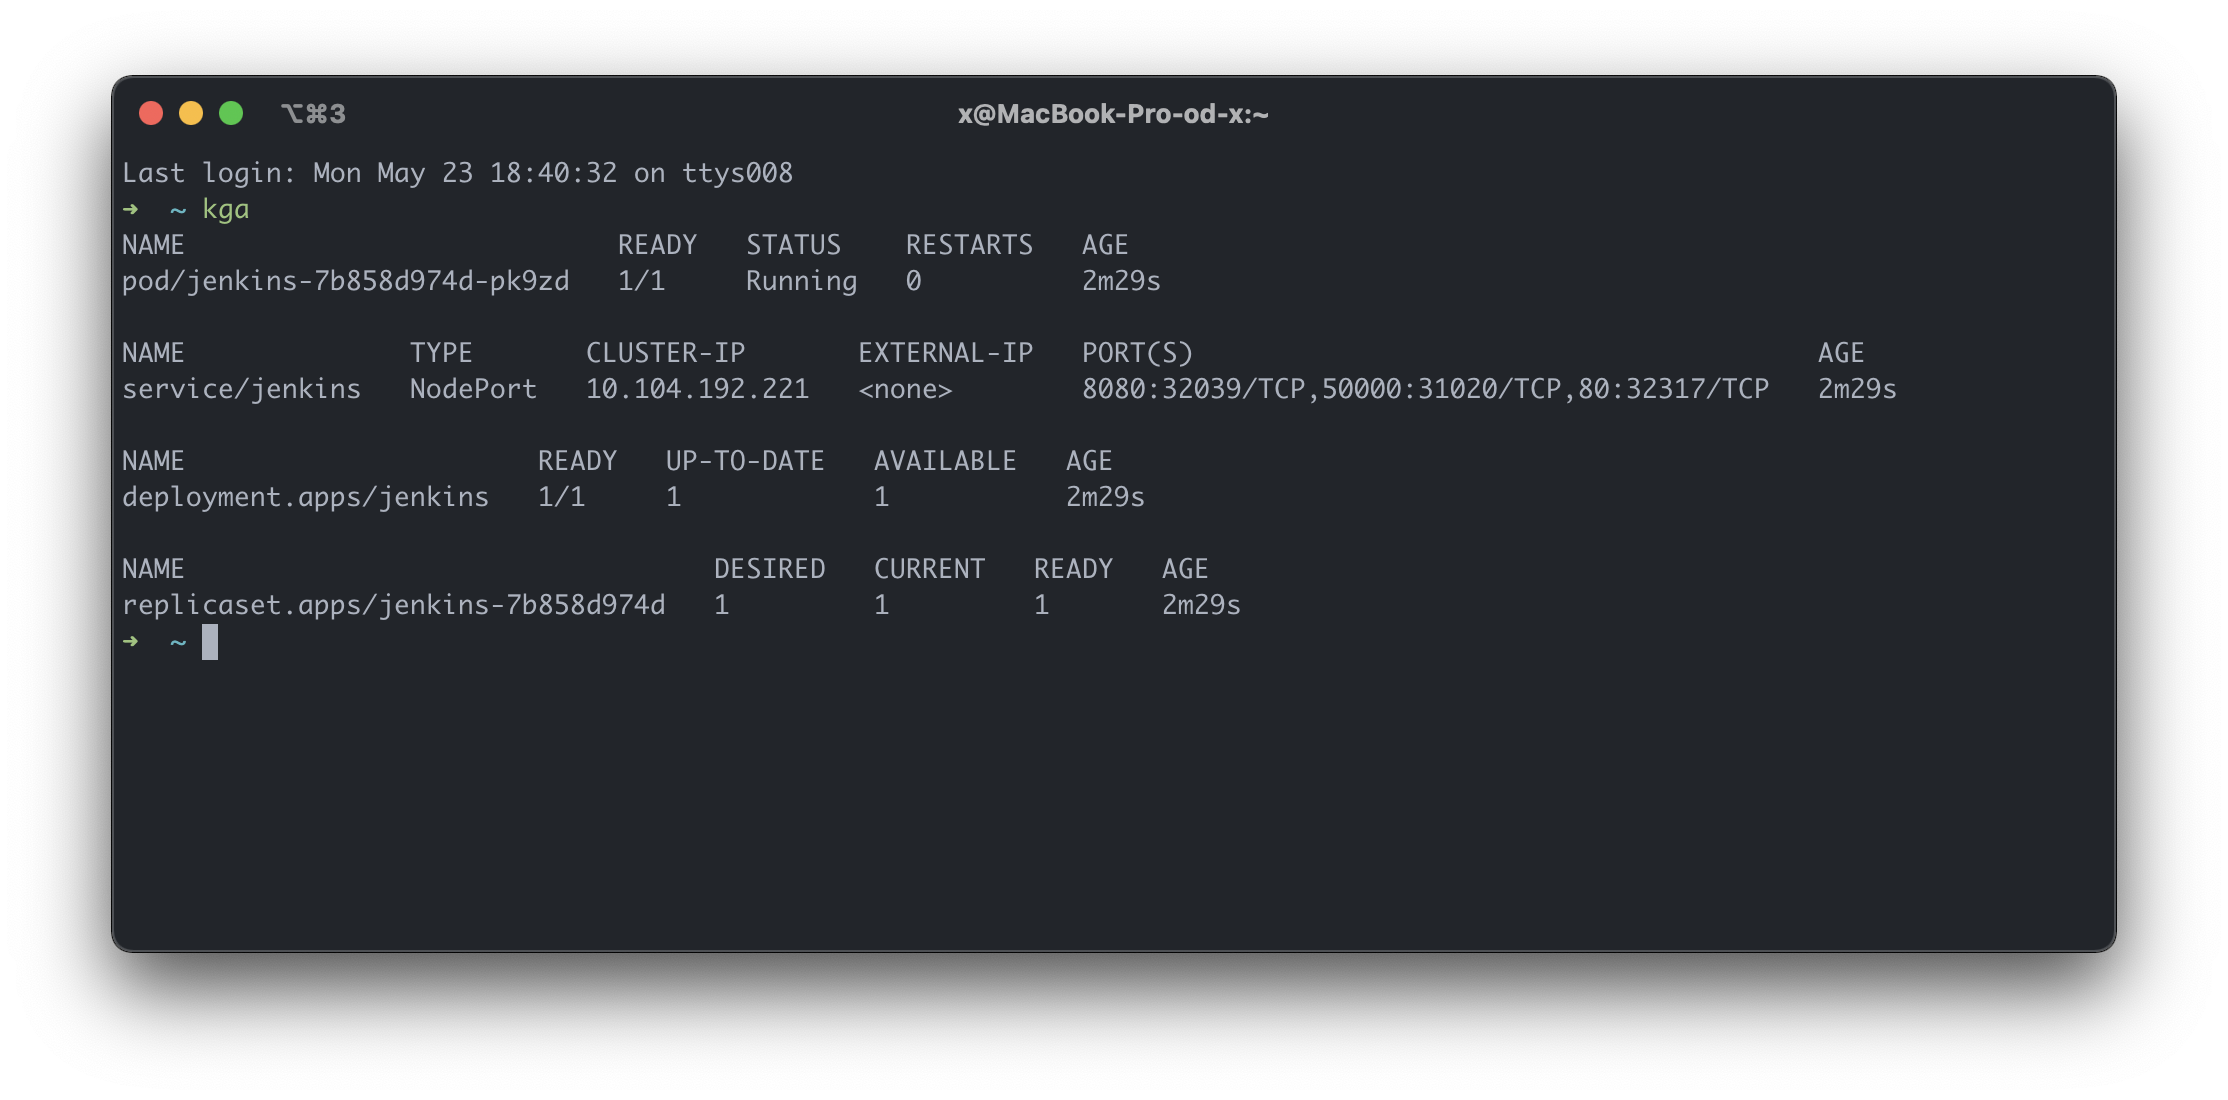 ⌥⌘3 x@MacBook-Pro-od-x:~
Last login: Mon May 23 18:40:32 on ttys008
➜  ~ kga
NAME                           READY   STATUS    RESTARTS   AGE
pod/jenkins-7b858d974d-pk9zd   1/1     Running   0          2m29s

NAME              TYPE       CLUSTER-IP       EXTERNAL-IP   PORT(S)                                       AGE
service/jenkins   NodePort   10.104.192.221   <none>        8080:32039/TCP,50000:31020/TCP,80:32317/TCP   2m29s

NAME                      READY   UP-TO-DATE   AVAILABLE   AGE
deployment.apps/jenkins   1/1     1            1           2m29s

NAME                                 DESIRED   CURRENT   READY   AGE
replicaset.apps/jenkins-7b858d974d   1         1         1       2m29s
➜  ~